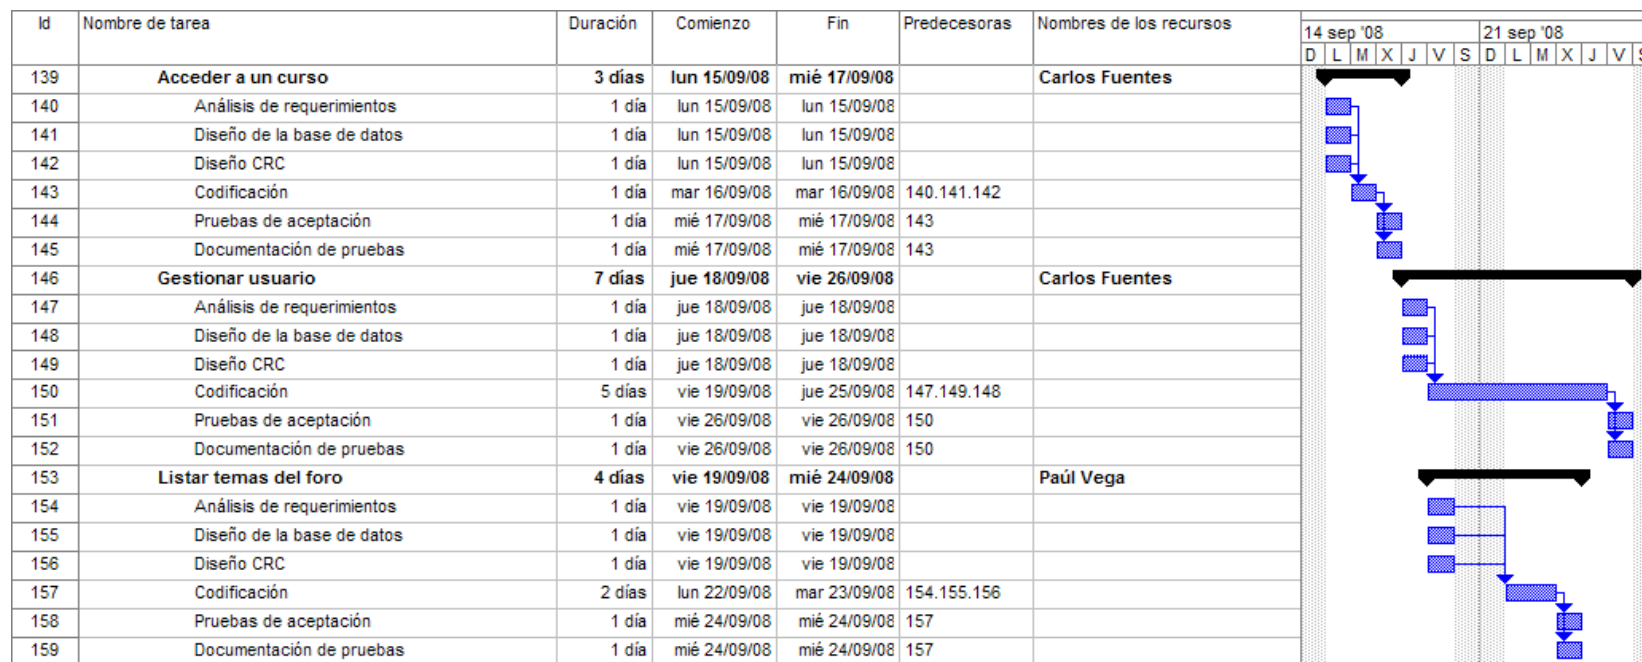 Id Nombre de tarea Duración Comienzo Fin Predecesoras Nombres de los recursos
14 sep '08 21 sep '08
D L M X J V S D L M X J V S
139 Acceder a un curso 3 días lun 15/09/08 mié 17/09/08 Carlos Fuentes
140 Análisis de requerimientos 1 día lun 15/09/08 lun 15/09/08
141 Diseño de la base de datos 1 día lun 15/09/08 lun 15/09/08
142 Diseño CRC 1 día lun 15/09/08 lun 15/09/08
143 Codificación 1 día mar 16/09/08 mar 16/09/08 140.141.142
144 Pruebas de aceptación 1 día mié 17/09/08 mié 17/09/08 143
145 Documentación de pruebas 1 día mié 17/09/08 mié 17/09/08 143
146 Gestionar usuario 7 días jue 18/09/08 vie 26/09/08 Carlos Fuentes
147 Análisis de requerimientos 1 día jue 18/09/08 jue 18/09/08
148 Diseño de la base de datos 1 día jue 18/09/08 jue 18/09/08
149 Diseño CRC 1 día jue 18/09/08 jue 18/09/08
150 Codificación 5 días vie 19/09/08 jue 25/09/08 147.149.148
151 Pruebas de aceptación 1 día vie 26/09/08 vie 26/09/08 150
152 Documentación de pruebas 1 día vie 26/09/08 vie 26/09/08 150
153 Listar temas del foro 4 días vie 19/09/08 mié 24/09/08 Paúl Vega
154 Análisis de requerimientos 1 día vie 19/09/08 vie 19/09/08
155 Diseño de la base de datos 1 día vie 19/09/08 vie 19/09/08
156 Diseño CRC 1 día vie 19/09/08 vie 19/09/08
157 Codificación 2 días lun 22/09/08 mar 23/09/08 154.155.156
158 Pruebas de aceptación 1 día mié 24/09/08 mié 24/09/08 157
159 Documentación de pruebas 1 día mié 24/09/08 mié 24/09/08 157